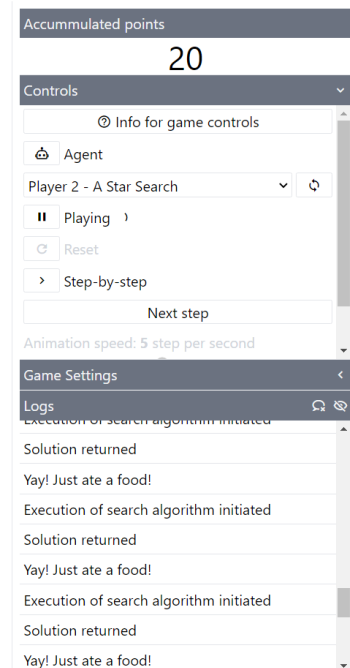 Accummulated points
20
Controls
Info for game controls
Agent
Player 2 - A Star Search
Playing
Reset
Step-by-step
Next step
Animation speed: 5 step per second
Game Settings
Logs
Execution of search algorithm initiated
Solution returned
Yay! Just ate a food!
Execution of search algorithm initiated
Solution returned
Yay! Just ate a food!
Execution of search algorithm initiated
Solution returned
Yay! Just ate a food!